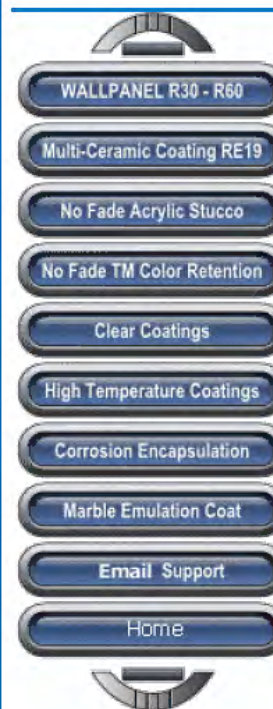 WALLPANEL R30 - R60
Multi-Ceramic Coating RE19
No Fade Acrylic Stucco
No Fade TM Color Retention
Clear Coatings
High Temperature Coatings
Corrosion Encapsulation
Marble Emulation Coat
Email Support
Home